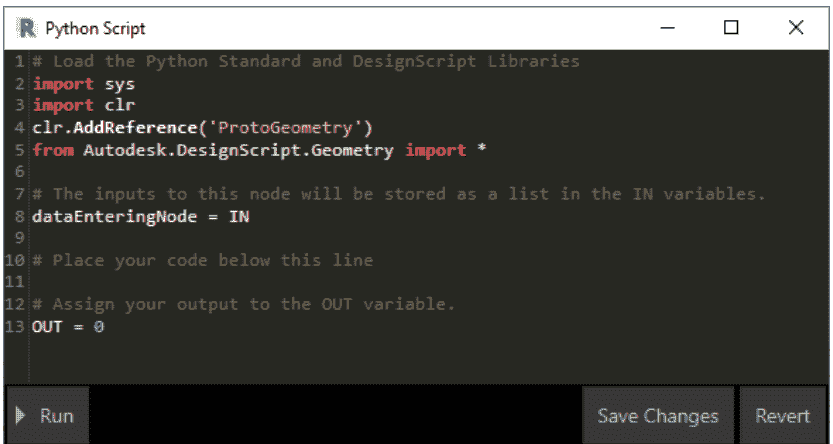 R Python Script
1 # Load the Python Standard and DesignScript Libraries
2 import sys
3 import clr
4 clr.AddReference('ProtoGeometry')
5 from Autodesk.DesignScript.Geometry import *
6
7 # The inputs to this node will be stored as a list in the IN variables.
8 dataEnteringNode = IN
9
10 # Place your code below this line
11
12 # Assign your output to the OUT variable.
13 OUT = 0
Run Save Changes Revert